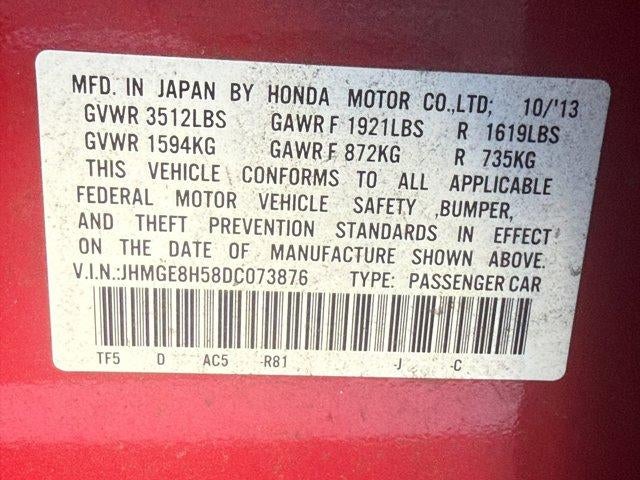 MFD. IN JAPAN BY HONDA MOTOR CO.,LTD; 10/'13
GVWR 3512LBS GAWR F 1921LBS R 1619LBS
GVWR 1594KG GAWR F 872KG R 735KG
THIS VEHICLE CONFORMS TO ALL APPLICABLE
FEDERAL MOTOR VEHICLE SAFETY ,BUMPER,
AND THEFT PREVENTION STANDARDS IN EFFECT
ON THE DATE OF MANUFACTURE SHOWN ABOVE.
V.I.N.:JHMGE8H58DC073876 TYPE: PASSENGER CAR
TF5 D AC5 -R81 -J -C